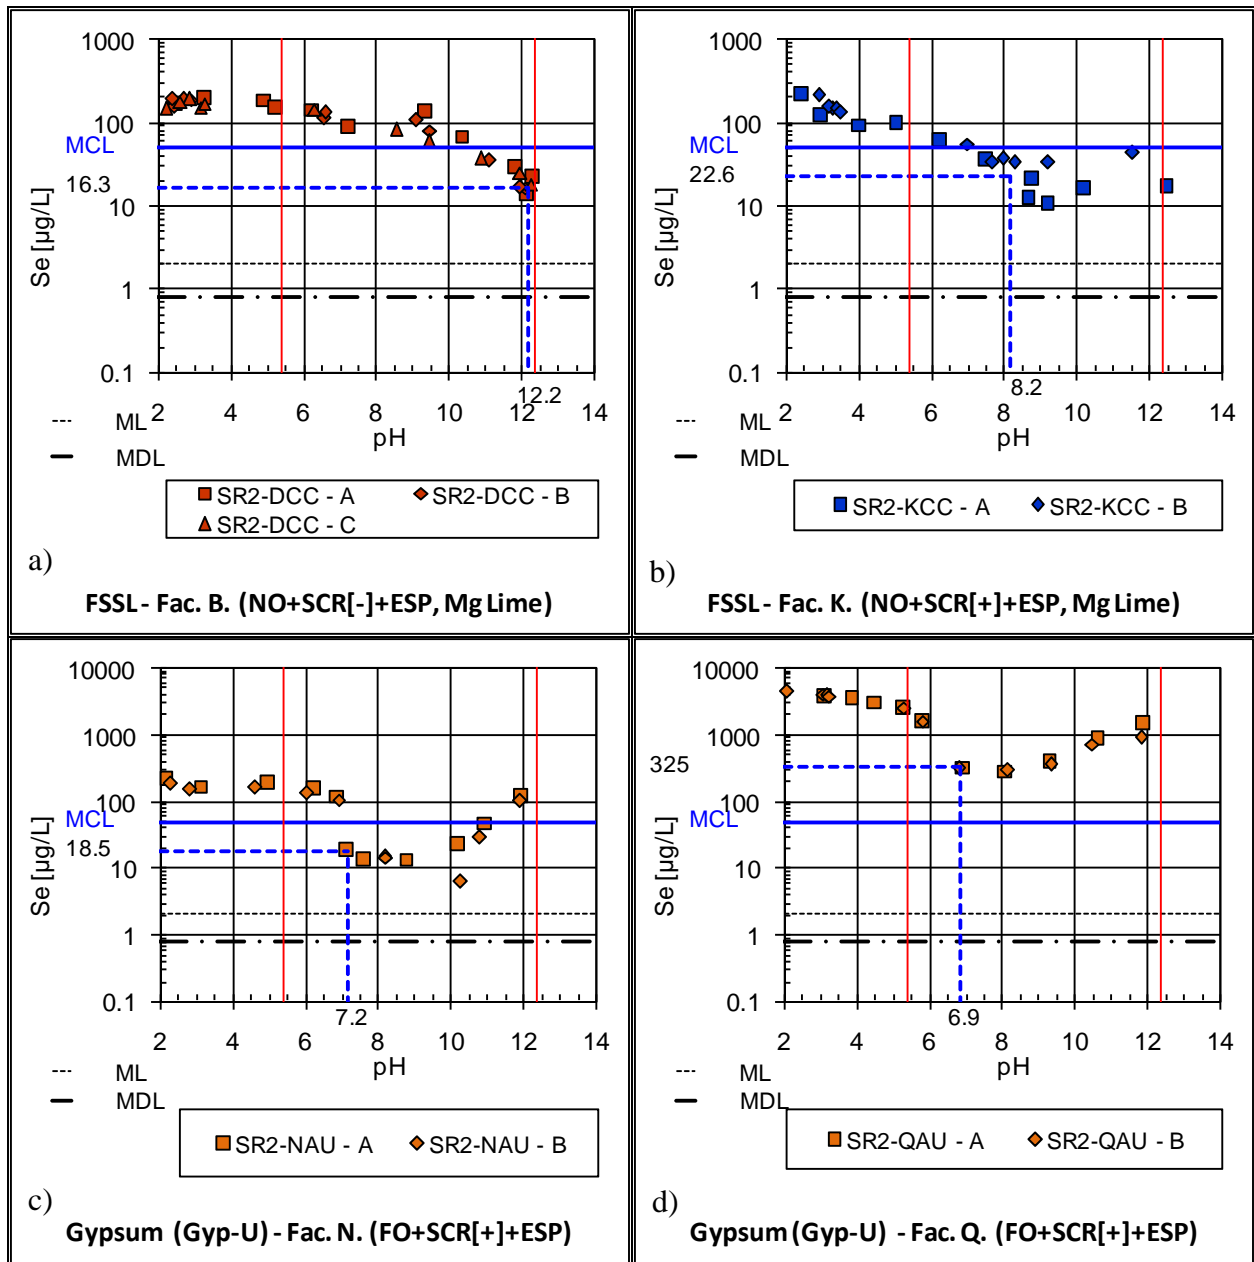 1000
100
MCL
16.3
10
1
0.1
Se [µg/L]
2 4 6 8 10 12 14
12.2
pH
--- ML
— MDL
SR2-DCC - A SR2-DCC - B
SR2-DCC - C
a)
FSSL - Fac. B. (NO+SCR[-]+ESP, Mg Lime)
1000
100
MCL
22.6
10
1
0.1
Se [µg/L]
8.2
2 4 6 8 10 12 14
pH
--- ML
— MDL
SR2-KCC - A SR2-KCC - B
b)
FSSL - Fac. K. (NO+SCR[+]+ESP, Mg Lime)
10000
1000
100
MCL
18.5
10
1
0.1
Se [µg/L]
7.2
2 4 6 8 10 12 14
pH
--- ML
— MDL
SR2-NAU - A SR2-NAU - B
c)
Gypsum (Gyp-U) - Fac. N. (FO+SCR[+]+ESP)
10000
1000
325
100
MCL
10
1
0.1
Se [µg/L]
6.9
2 4 6 8 10 12 14
pH
--- ML
— MDL
SR2-QAU - A SR2-QAU - B
d)
Gypsum (Gyp-U) - Fac. Q. (FO+SCR[+]+ESP)